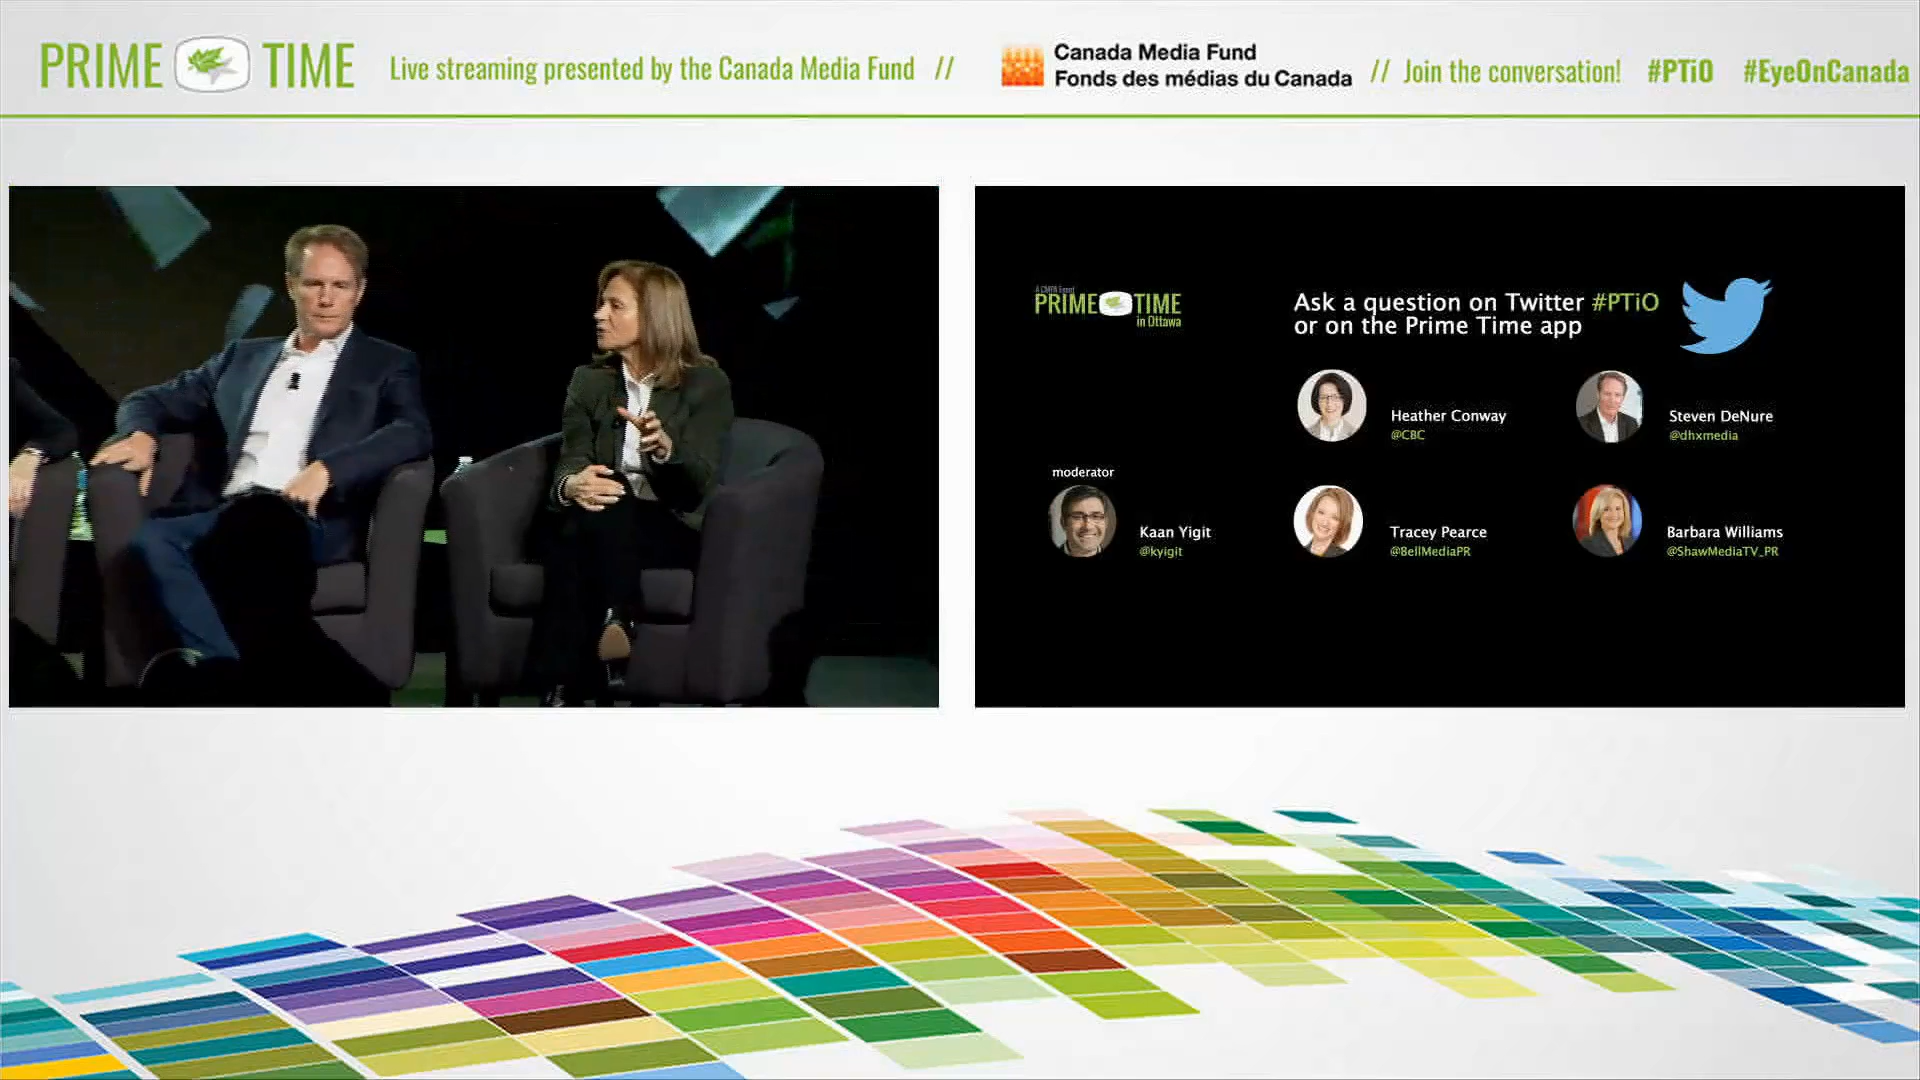 PRIME TIME
Live streaming presented by the Canada Media Fund //
Canada Media Fund
Fonds des médias du Canada
// Join the conversation! #PTiO #EyeOnCanada
A CMPA Event
PRIME TIME
in Ottawa
Ask a question on Twitter #PTiO
or on the Prime Time app
Heather Conway
@CBC
Steven DeNure
@dhxmedia
moderator
Kaan Yigit
@kyigit
Tracey Pearce
@BellMediaPR
Barbara Williams
@ShawMediaTV_PR